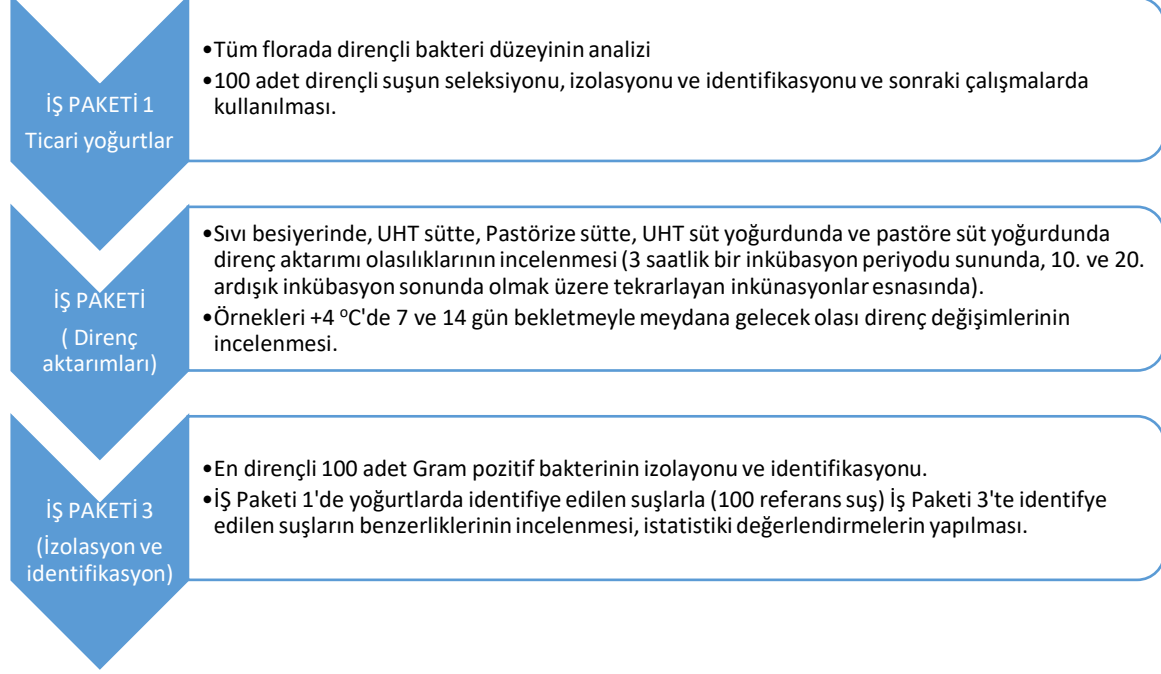 İŞ PAKETİ 1
Ticari yoğurtlar
•Tüm florada dirençli bakteri düzeyinin analizi
•100 adet dirençli suşun seleksiyonu, izolasyonu ve identifikasyonu ve sonraki çalışmalarda
kullanılması.
İŞ PAKETİ
( Direnç
aktarımları)
•Sıvı besiyerinde, UHT sütte, Pastörize sütte, UHT süt yoğurdunda ve pastöre süt yoğurdunda
direnç aktarımı olasılıklarının incelenmesi (3 saatlik bir inkübasyon periyodu sununda, 10. ve 20.
ardışık inkübasyon sonunda olmak üzere tekrarlayan inkünasyonlar esnasında).
•Örnekleri +4 ºC'de 7 ve 14 gün bekletmeyle meydana gelecek olası direnç değişimlerinin
incelenmesi.
İŞ PAKETİ 3
(İzolasyon ve
identifikasyon)
•En dirençli 100 adet Gram pozitif bakterinin izolayonu ve identifikasyonu.
•İŞ Paketi 1'de yoğurtlarda identifiye edilen suşlarla (100 referans suş) İş Paketi 3'te identifye
edilen suşların benzerliklerinin incelenmesi, istatistiki değerlendirmelerin yapılması.